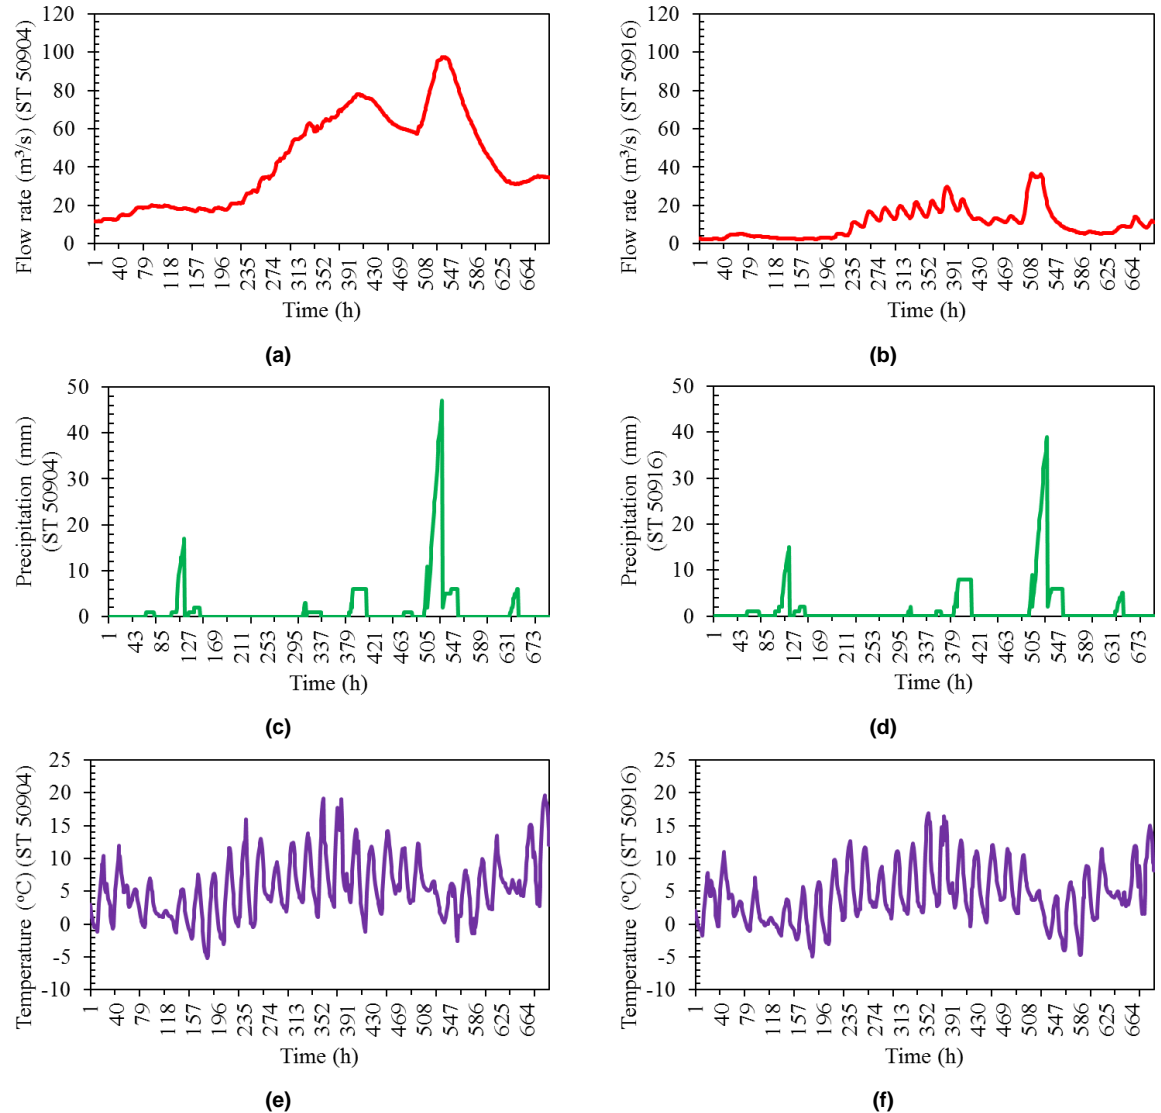 Flow rate (m³/s) (ST 50904)
120
100
80
60
40
20
0
1 40 79 118 157 196 235 274 313 352 391 430 469 508 547 586 625 664
Time (h)
(a)
Flow rate (m³/s) (ST 50916)
120
100
80
60
40
20
0
1 40 79 118 157 196 235 274 313 352 391 430 469 508 547 586 625 664
Time (h)
(b)
Precipitation (mm)
(ST 50904)
50
40
30
20
10
0
1 43 85 127 169 211 253 295 337 379 421 463 505 547 589 631 673
Time (h)
(c)
Precipitation (mm)
(ST 50916)
50
40
30
20
10
0
1 43 85 127 169 211 253 295 337 379 421 463 505 547 589 631 673
Time (h)
(d)
Temperature (°C) (ST 50904)
25
20
15
10
5
0
-5
-10
1 40 79 118 157 196 235 274 313 352 391 430 469 508 547 586 625 664
Time (h)
(e)
Temperature (°C) (ST 50916)
25
20
15
10
5
0
-5
-10
1 40 79 118 157 196 235 274 313 352 391 430 469 508 547 586 625 664
Time (h)
(f)